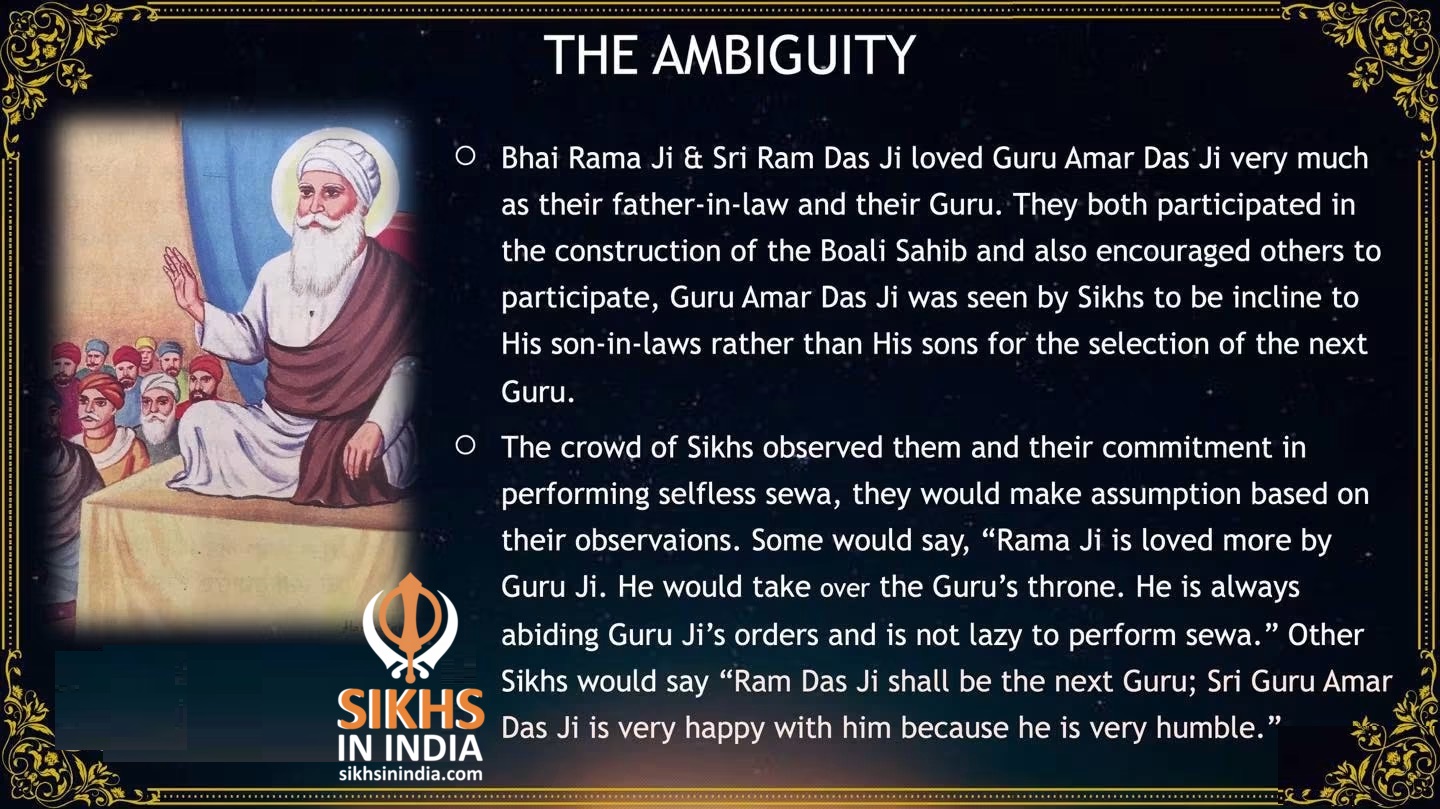 THE AMBIGUITY
Bhai Rama Ji & Sri Ram Das Ji loved Guru Amar Das Ji very much
as their father-in-law and their Guru. They both participated in
the construction of the Boali Sahib and also encouraged others to
participate, Guru Amar Das Ji was seen by Sikhs to be incline to
His son-in-laws rather than His sons for the selection of the next
Guru.
The crowd of Sikhs observed them and their commitment in
performing selfless sewa, they would make assumption based on
their observaions. Some would say, “Rama Ji is loved more by
Guru Ji. He would take over the Guru’s throne. He is always
abiding Guru Ji’s orders and is not lazy to perform sewa.” Other
Sikhs would say “Ram Das Ji shall be the next Guru; Sri Guru Amar
Das Ji is very happy with him because he is very humble.”
SIKHS
IN INDIA
sikhsinindia.com